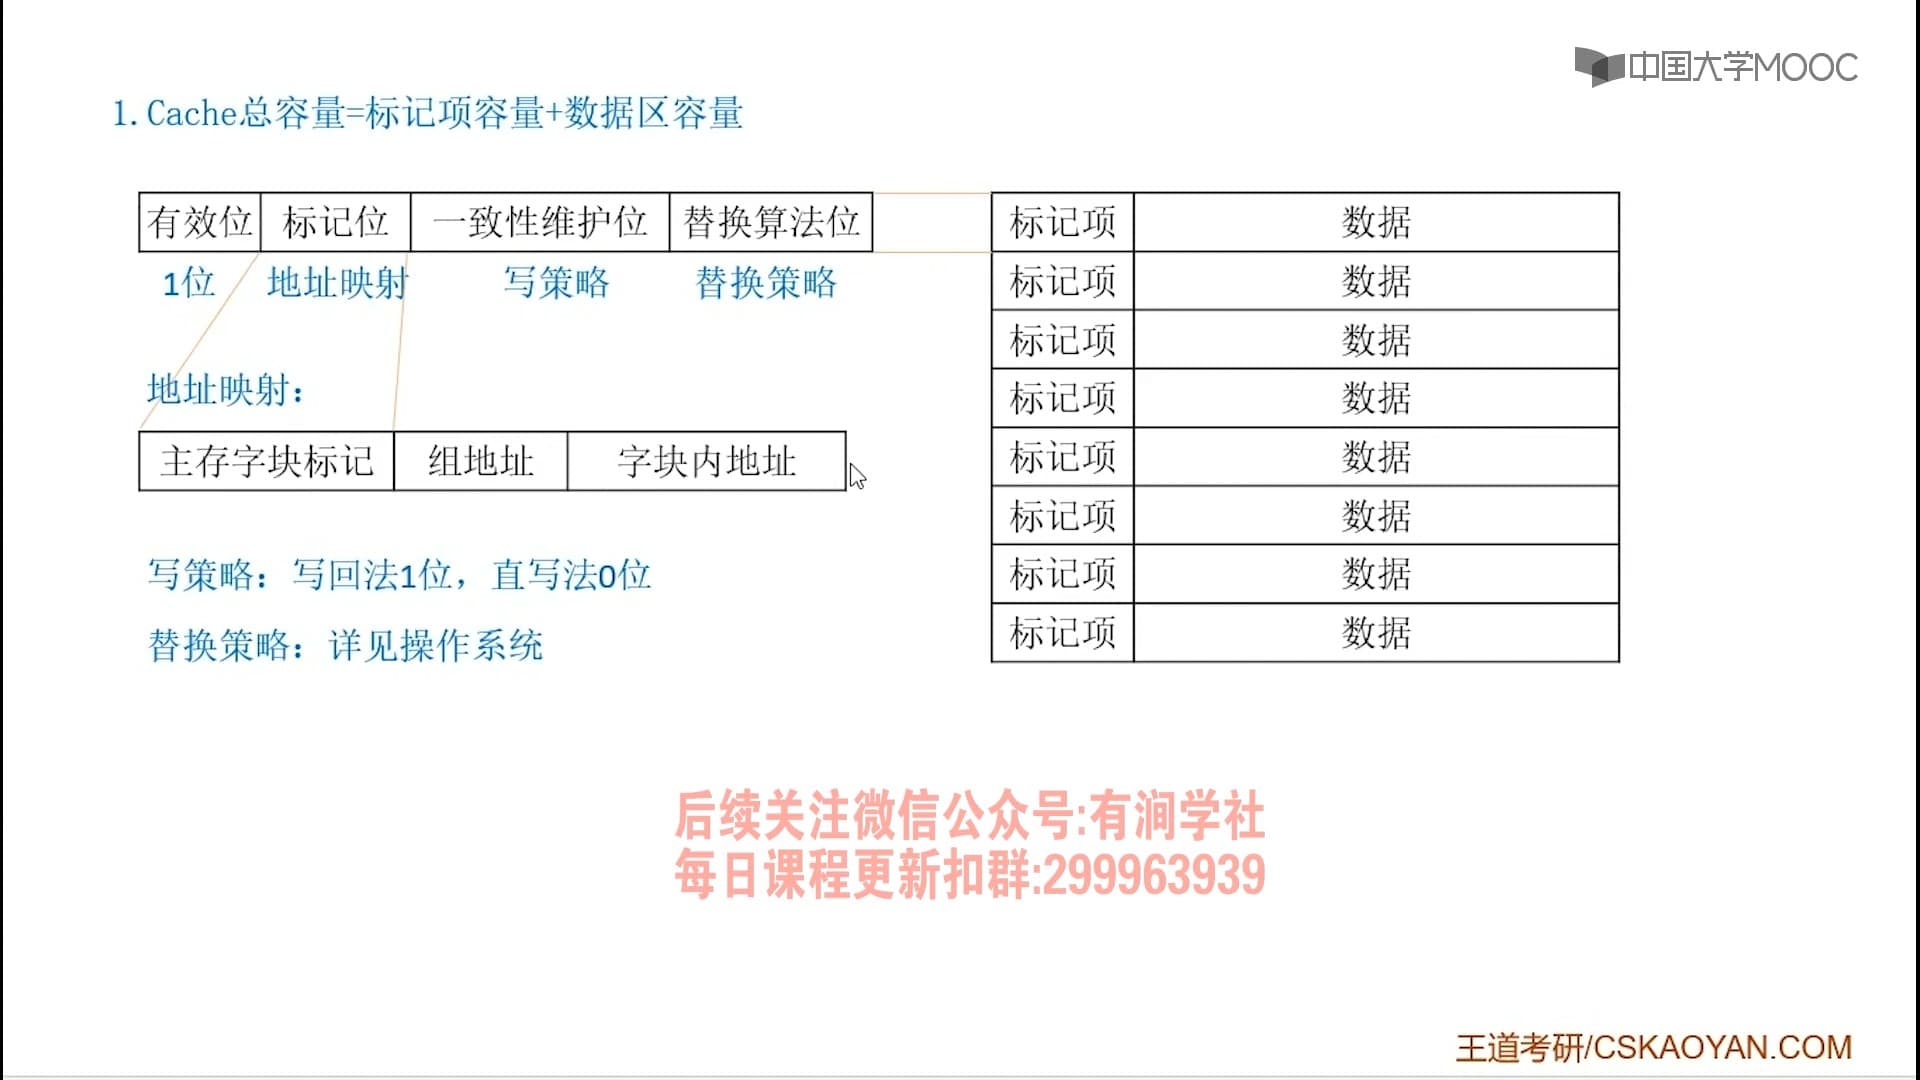 中国大学MOOC
1.Cache总容量=标记项容量+数据区容量
有效位 标记位 一致性维护位 替换算法位
1位 地址映射 写策略 替换策略
地址映射:
主存字块标记 组地址 字块内地址
写策略:写回法1位,直写法0位
替换策略:详见操作系统
标记项 数据
标记项 数据
标记项 数据
标记项 数据
标记项 数据
标记项 数据
标记项 数据
标记项 数据
后续关注微信公众号:有涧学社
每日课程更新扣群:299963939
王道考研/CSKAOYAN.COM